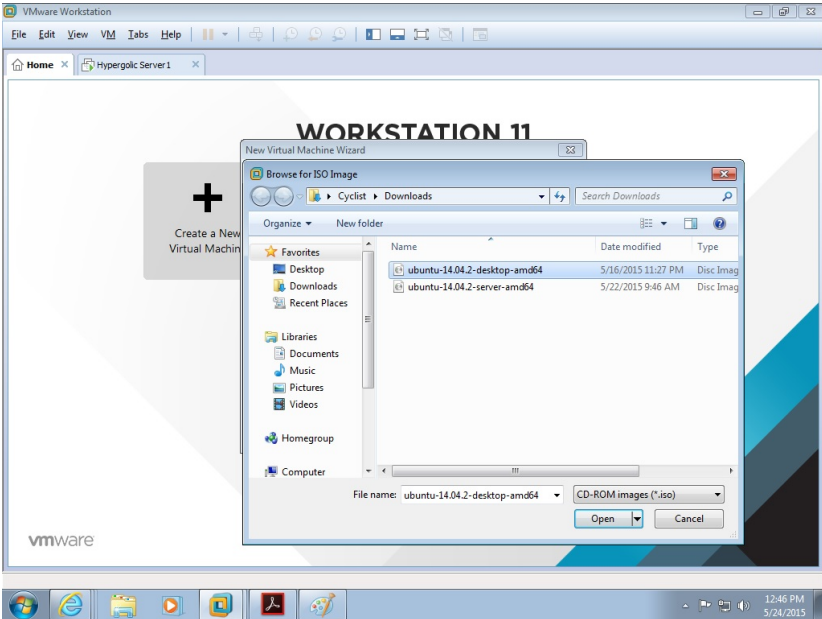 VMware Workstation
File Edit View VM Tabs Help
Home Hypergolic Server1
WORKSTATION 11
New Virtual Machine Wizard
Browse for ISO Image
Cyclist Downloads Search Downloads
Organize New folder
Create a New
Virtual Machin
Favorites
Desktop
Downloads
Recent Places
Libraries
Documents
Music
Pictures
Videos
Homegroup
Computer
Name Date modified Type
ubuntu-14.04.2-desktop-amd64 5/16/2015 11:27 PM Disc Imag
ubuntu-14.04.2-server-amd64 5/22/2015 9:46 AM Disc Imag
File name: ubuntu-14.04.2-desktop-amd64 CD-ROM images (*.iso)
Open Cancel
vmware
12:46 PM
5/24/2015